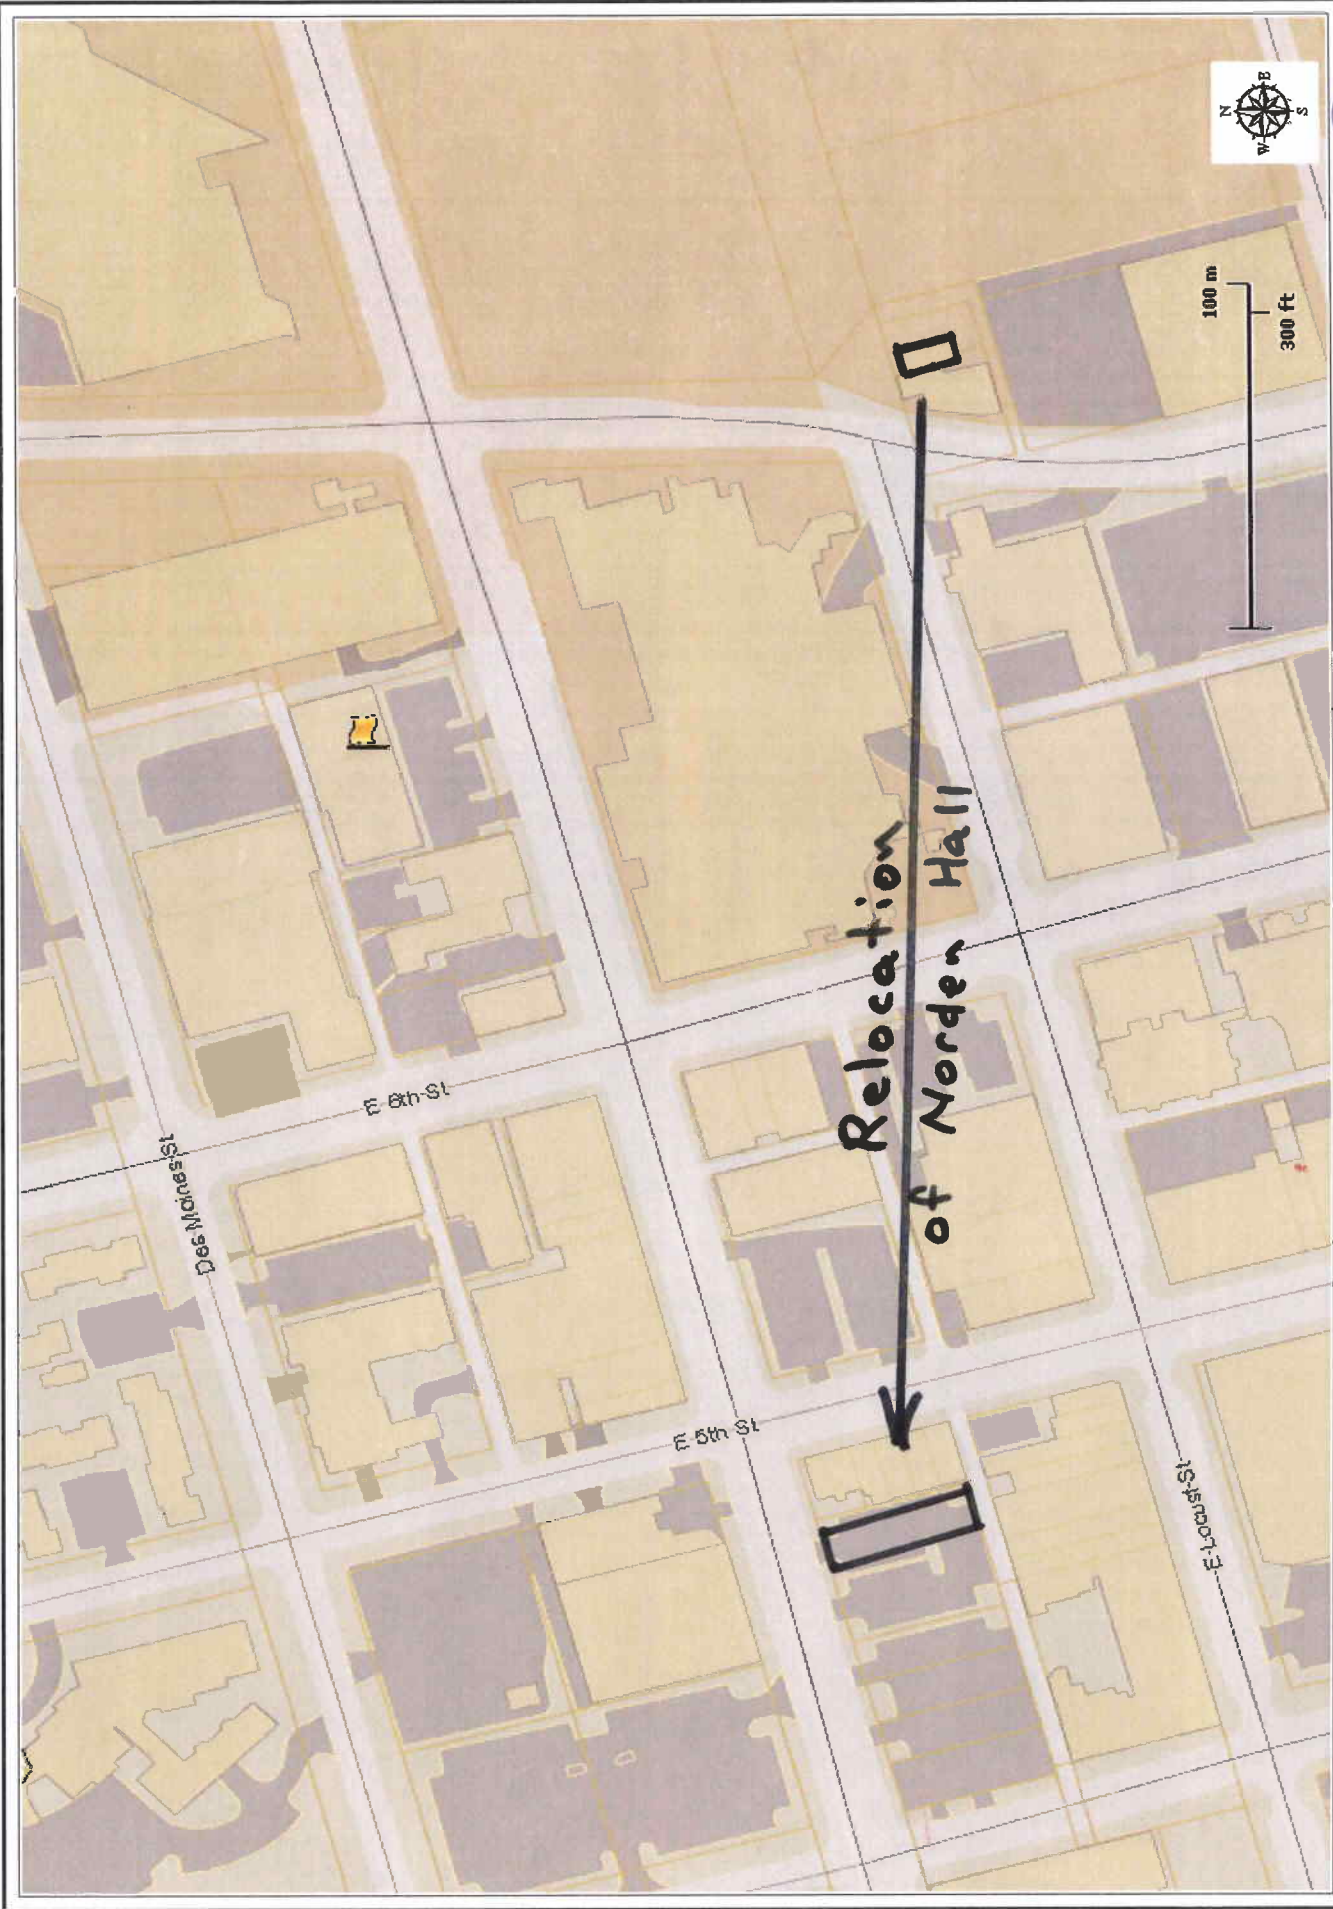 N
W
E
S
100 m
300 ft
Des Moines St
E 6th St
E 5th St
E Locust St
Relocation
of Norden Hall